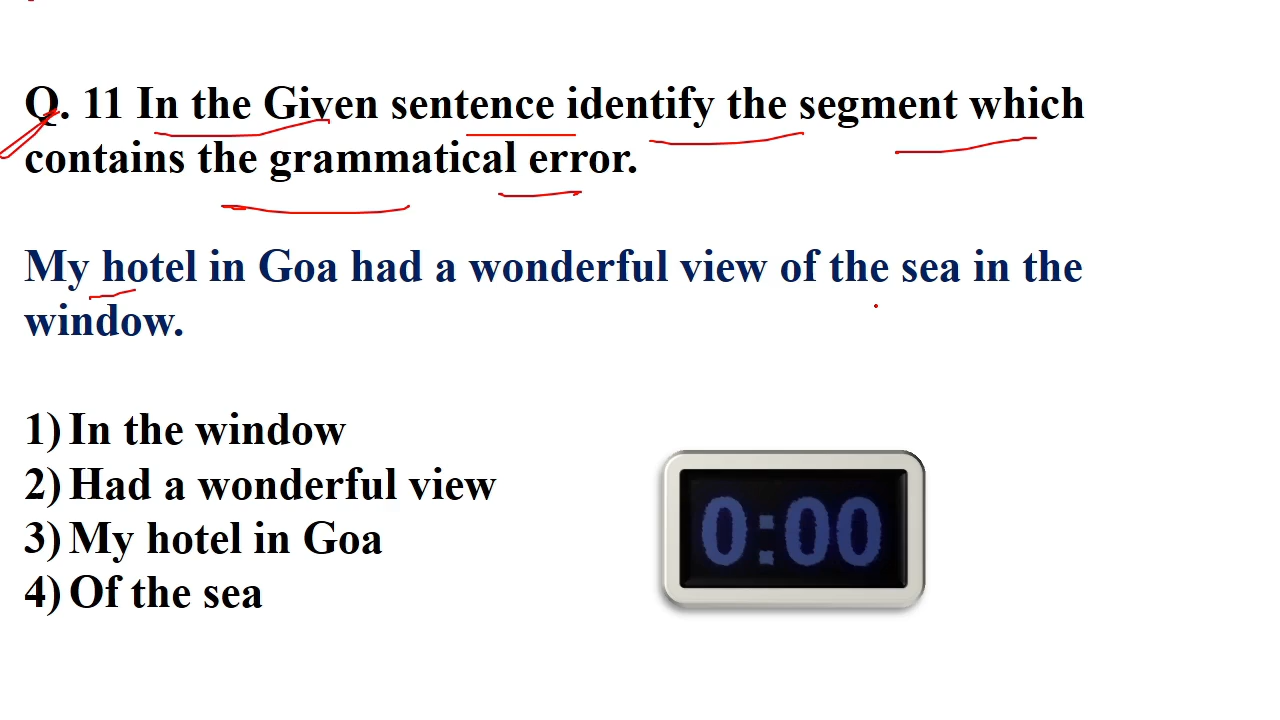 Q. 11 In the Given sentence identify the segment which
contains the grammatical error.
My hotel in Goa had a wonderful view of the sea in the
window.
1) In the window
2) Had a wonderful view
3) My hotel in Goa
4) Of the sea
0:00